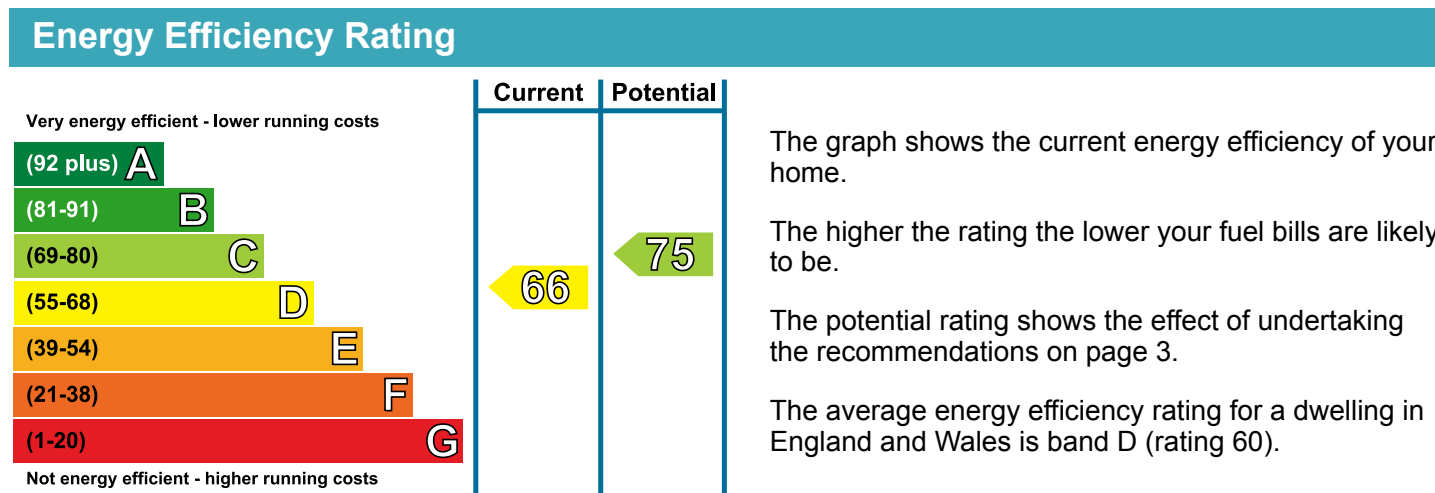 Energy Efficiency Rating
Current Potential
Very energy efficient - lower running costs
(92 plus) A
(81-91) B
(69-80) C
(55-68) D
(39-54) E
(21-38) F
(1-20) G
Not energy efficient - higher running costs
66
75
The graph shows the current energy efficiency of your
home.
The higher the rating the lower your fuel bills are likely
to be.
The potential rating shows the effect of undertaking
the recommendations on page 3.
The average energy efficiency rating for a dwelling in
England and Wales is band D (rating 60).